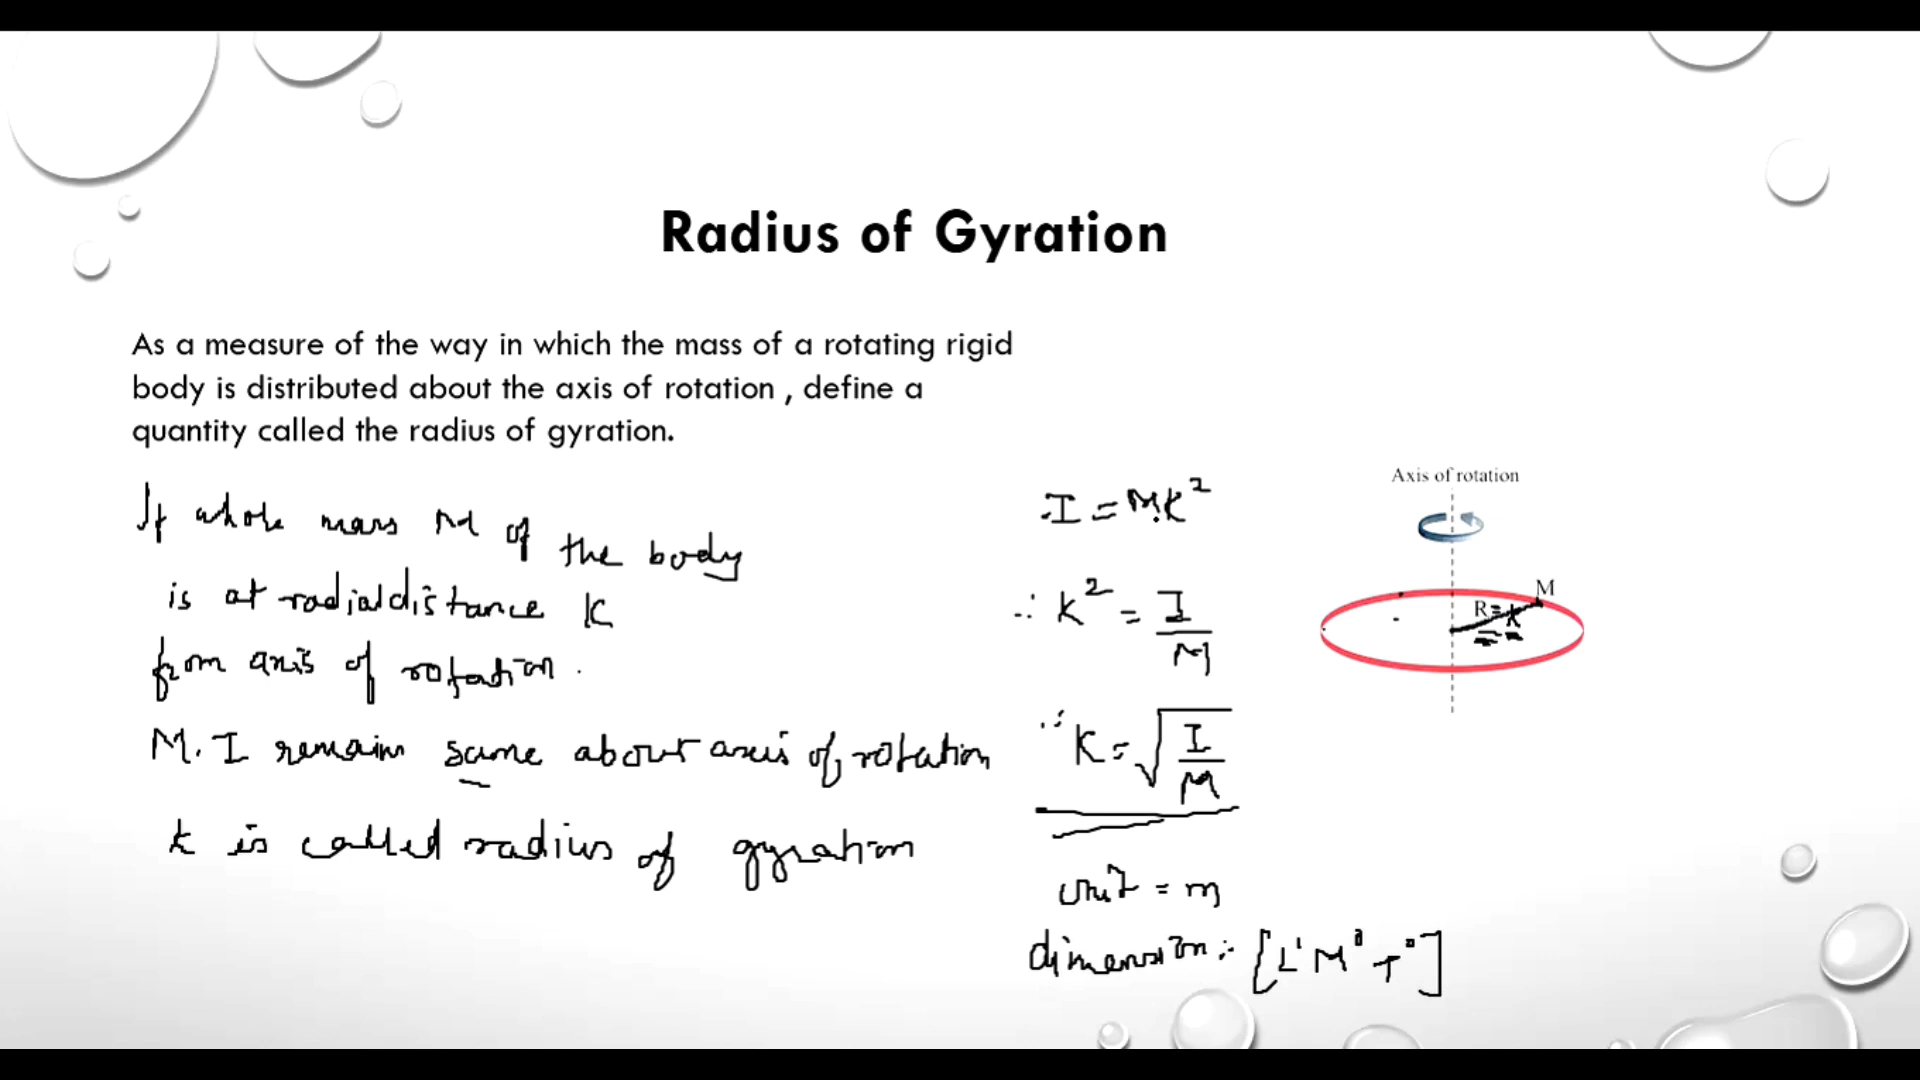 Radius of Gyration
As a measure of the way in which the mass of a rotating rigid
body is distributed about the axis of rotation , define a
quantity called the radius of gyration.
If whole mass M of the body
is at radial distance K
from axis of rotation.
M.I remain same about axis of rotation
K is called radius of gyration
I = MK²
∴ K² = I/M
∴ K = √(I/M)
unit = m
dimension :- [L¹ M⁰ T⁰]
Axis of rotation
M
R = K